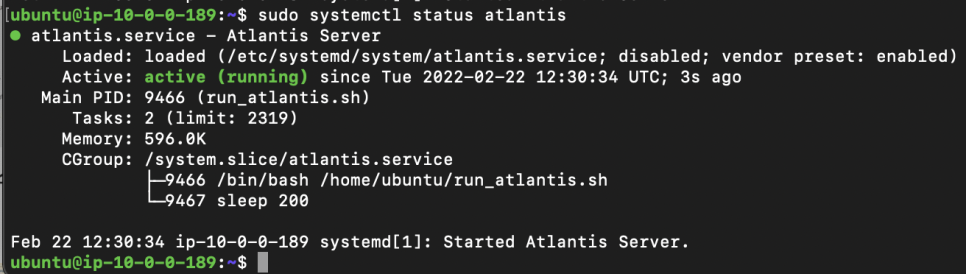 [ubuntu@ip-10-0-0-189:~$ sudo systemctl status atlantis
● atlantis.service - Atlantis Server
Loaded: loaded (/etc/systemd/system/atlantis.service; disabled; vendor preset: enabled)
Active: active (running) since Tue 2022-02-22 12:30:34 UTC; 3s ago
Main PID: 9466 (run_atlantis.sh)
Tasks: 2 (limit: 2319)
Memory: 596.0K
CGroup: /system.slice/atlantis.service
├─9466 /bin/bash /home/ubuntu/run_atlantis.sh
└─9467 sleep 200
Feb 22 12:30:34 ip-10-0-0-189 systemd[1]: Started Atlantis Server.
ubuntu@ip-10-0-0-189:~$